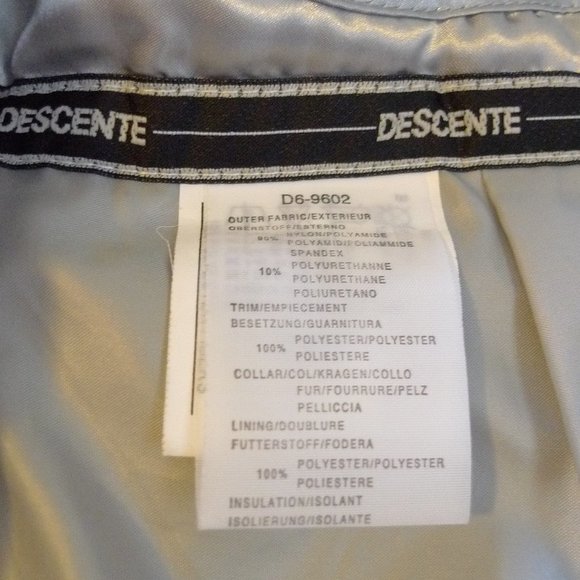 DESCENTE DESCENTE
D6-9602
OUTER FABRIC/EXTERIEUR
OBERSTOFF/ESTERNO
90% NYLON/POLYAMIDE
POLYAMID/POLIAMMIDE
SPANDEX
10% POLYURETHANNE
POLYURETHANE
POLIURETANO
TRIM/EMPIECEMENT
BESETZUNG/GUARNITURA
100% POLYESTER/POLYESTER
POLIESTERE
COLLAR/COL/KRAGEN/COLLO
FUR/FOURRURE/PELZ
PELLICCIA
LINING/DOUBLURE
FUTTERSTOFF/FODERA
100% POLYESTER/POLYESTER
POLIESTERE
INSULATION/ISOLANT
ISOLIERUNG/ISOLANTE